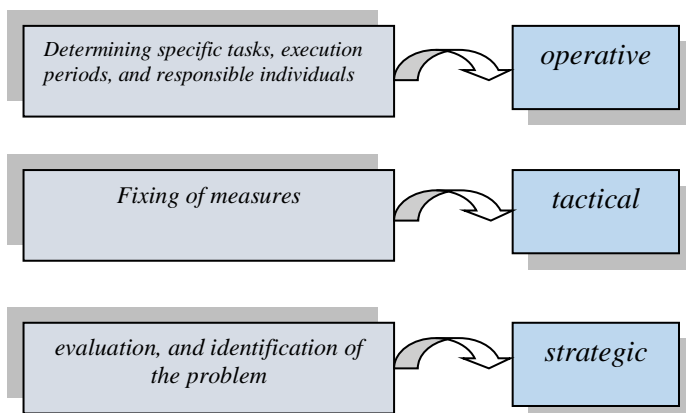 Determining specific tasks, execution
periods, and responsible individuals
operative
Fixing of measures
tactical
evaluation, and identification of
the problem
strategic